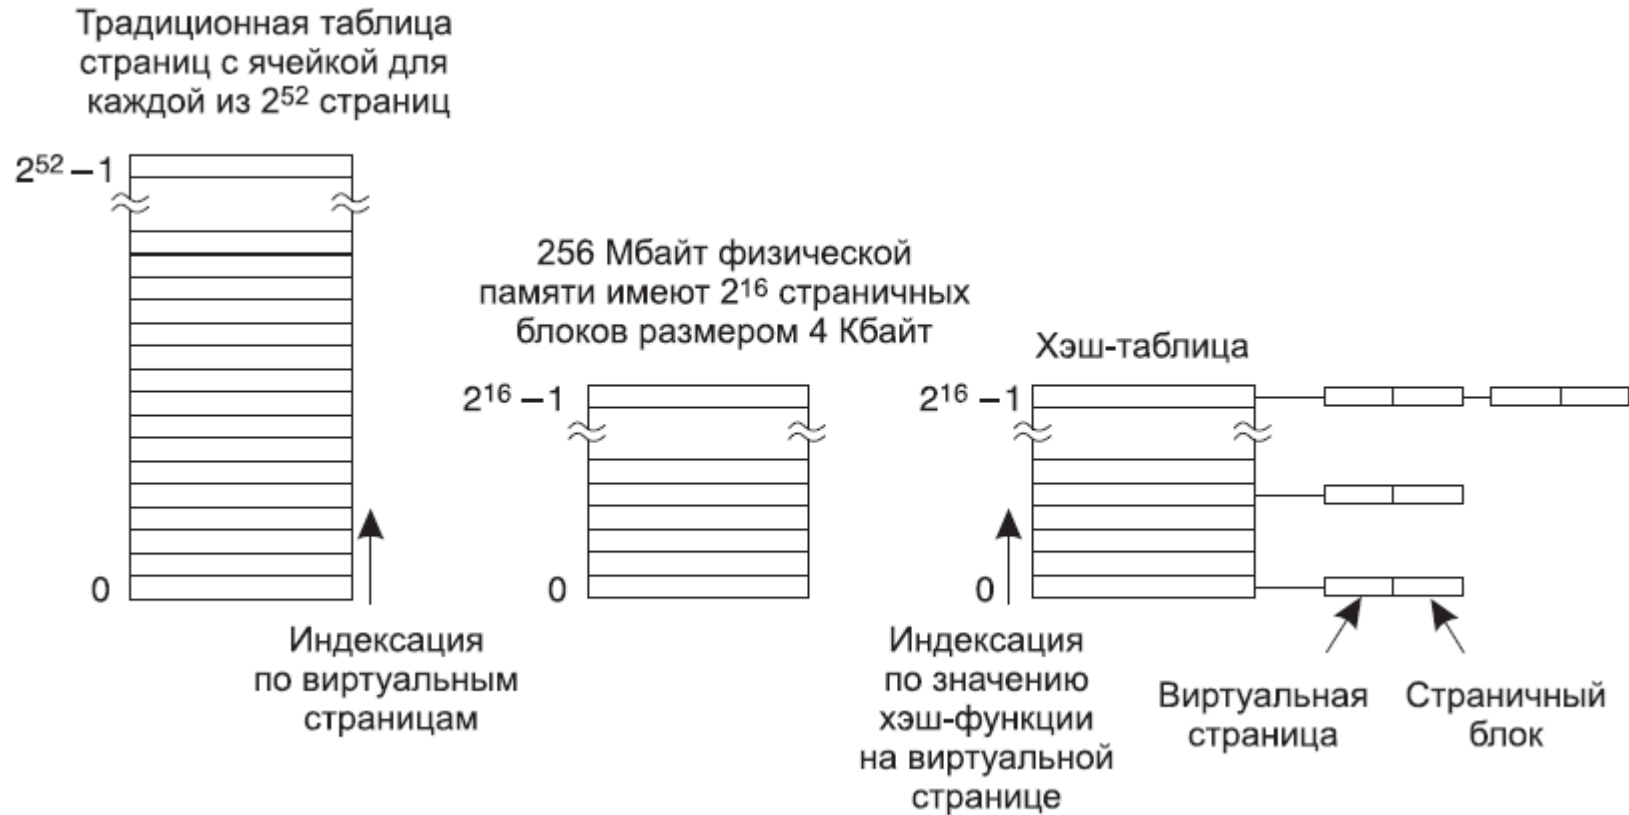 Традиционная таблица
страниц с ячейкой для
каждой из 2⁵² страниц
2⁵² – 1
0
Индексация
по виртуальным
страницам
256 Мбайт физической
памяти имеют 2¹⁶ страничных
блоков размером 4 Кбайт
2¹⁶ – 1
0
Хэш-таблица
2¹⁶ – 1
0
Индексация
по значению
хэш-функции
на виртуальной
странице
Виртуальная
страница
Страничный
блок